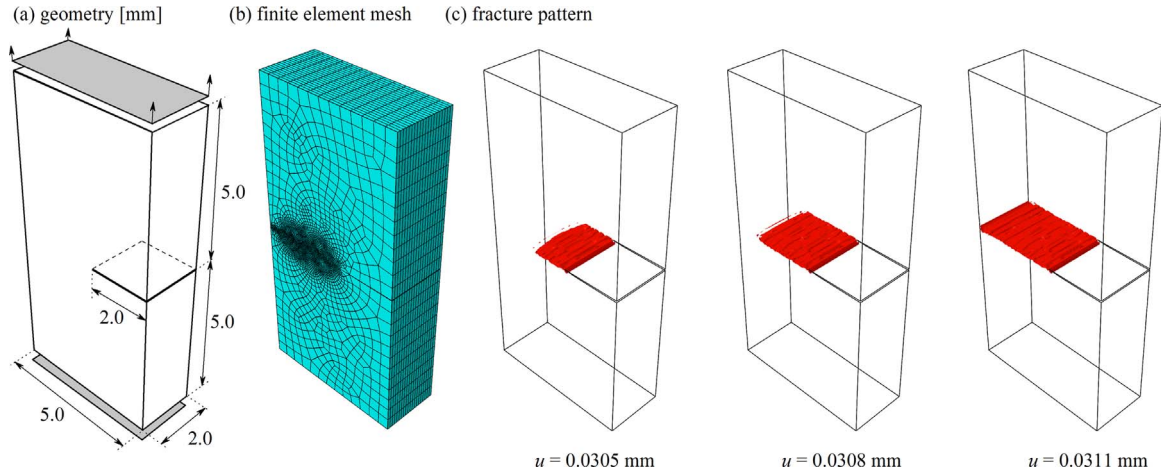 (a) geometry [mm]
(b) finite element mesh
(c) fracture pattern
5.0
2.0
5.0
5.0
2.0
u = 0.0305 mm
u = 0.0308 mm
u = 0.0311 mm